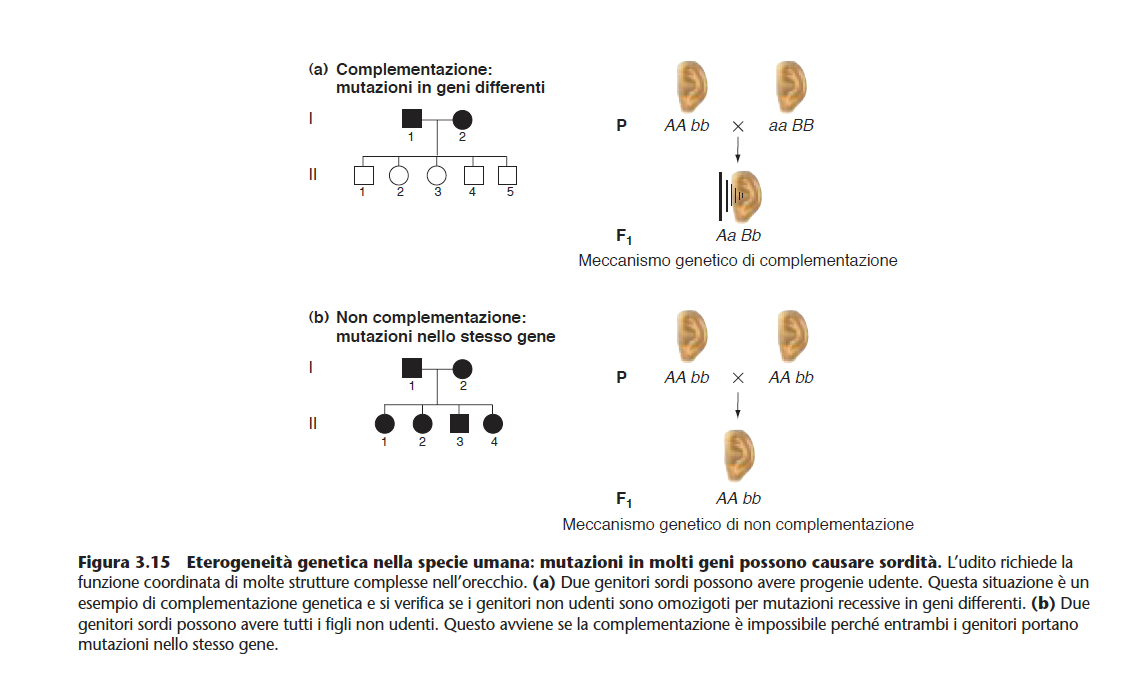 (a) Complementazione:
mutazioni in geni differenti
I
1 2
II
1 2 3 4 5
P AA bb × aa BB
F1 Aa Bb
Meccanismo genetico di complementazione
(b) Non complementazione:
mutazioni nello stesso gene
I
1 2
II
1 2 3 4
P AA bb × AA bb
F1 AA bb
Meccanismo genetico di non complementazione
Figura 3.15 Eterogeneità genetica nella specie umana: mutazioni in molti geni possono causare sordità. L'udito richiede la
funzione coordinata di molte strutture complesse nell'orecchio. (a) Due genitori sordi possono avere progenie udente. Questa situazione è un
esempio di complementazione genetica e si verifica se i genitori non udenti sono omozigoti per mutazioni recessive in geni differenti. (b) Due
genitori sordi possono avere tutti i figli non udenti. Questo avviene se la complementazione è impossibile perché entrambi i genitori portano
mutazioni nello stesso gene.